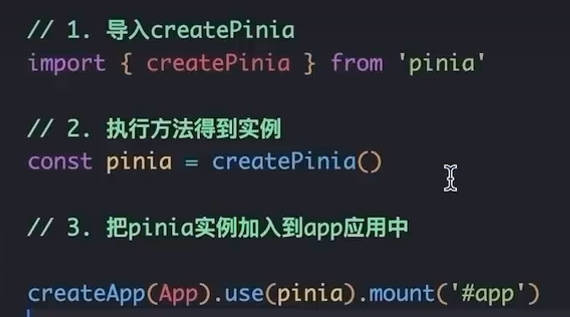 // 1. 导入createPinia
import { createPinia } from 'pinia'
// 2. 执行方法得到实例
const pinia = createPinia()
// 3. 把pinia实例加入到app应用中
createApp(App).use(pinia).mount('#app')